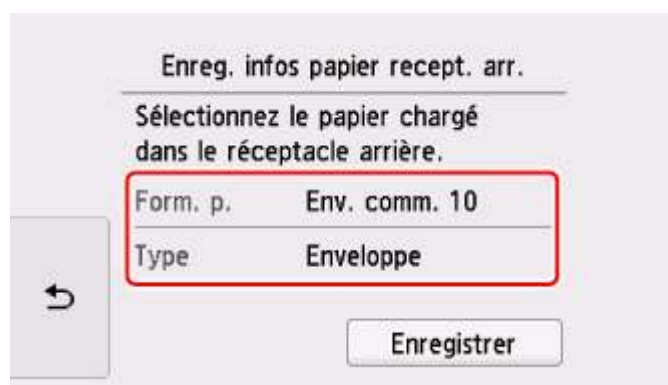 Enreg. infos papier recept. arr.
Sélectionnez le papier chargé
dans le réceptacle arrière.
Form. p. Env. comm. 10
Type Enveloppe
Enregistrer